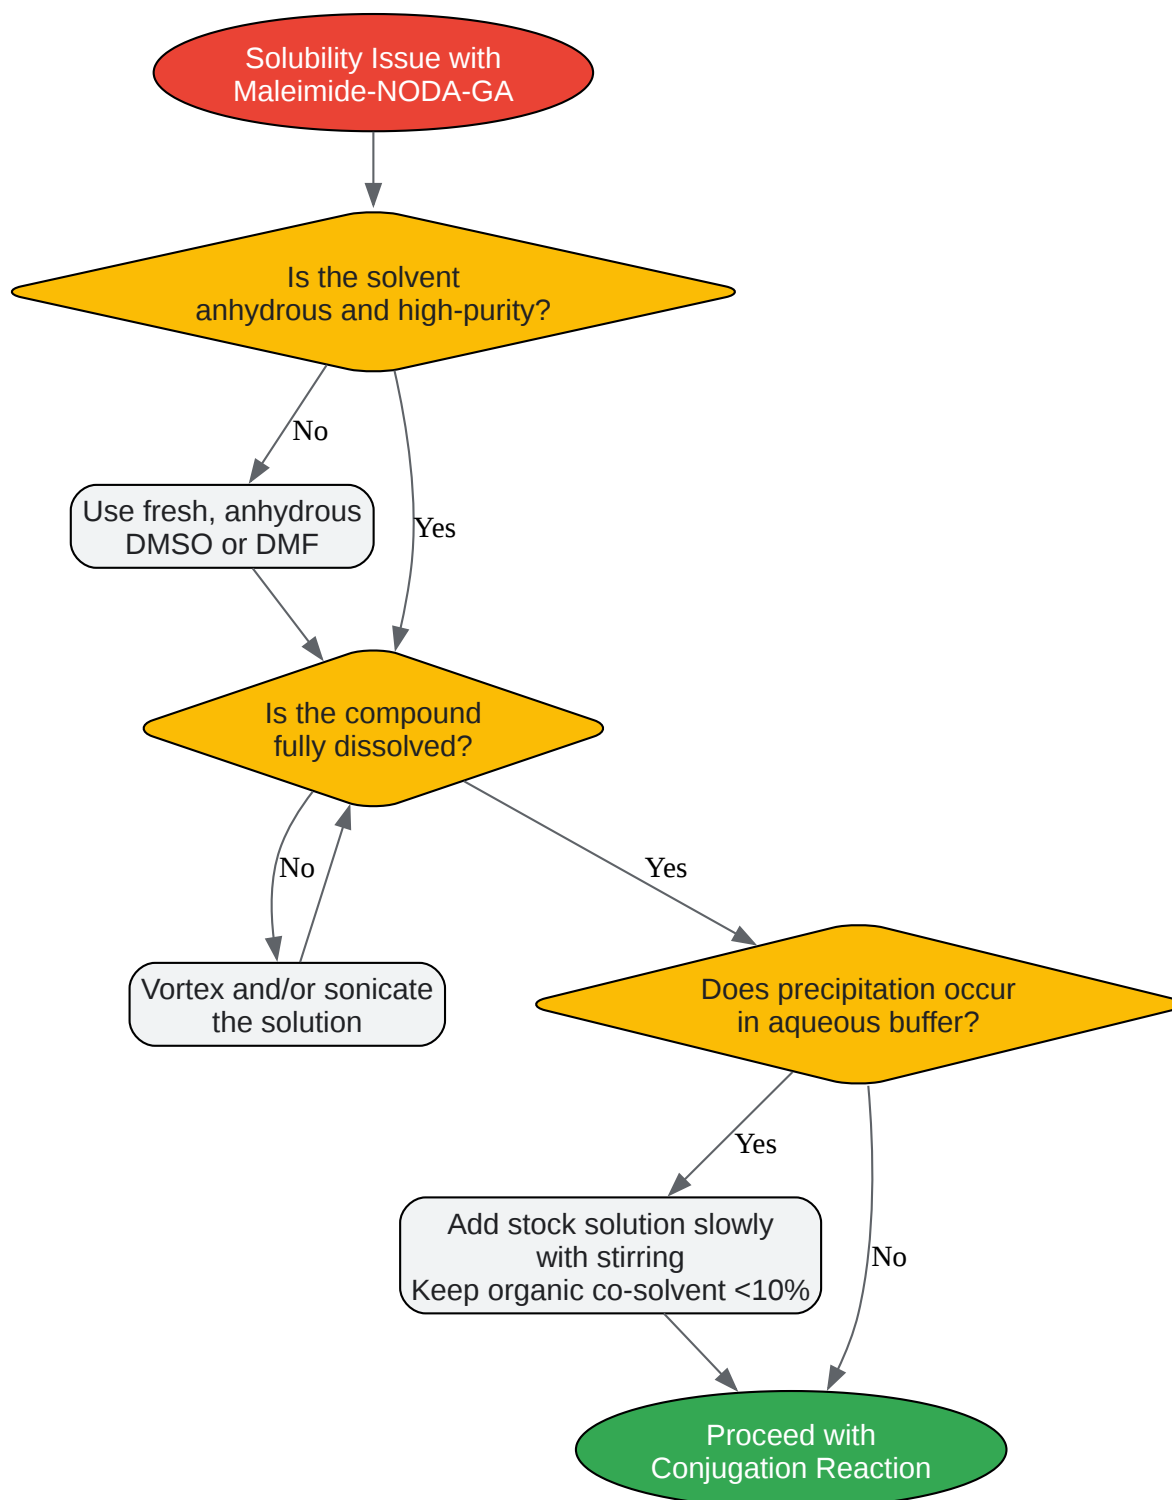 Solubility Issue with
Maleimide-NODA-GA
Is the solvent
anhydrous and high-purity?
No
Use fresh, anhydrous
DMSO or DMF
Yes
Is the compound
fully dissolved?
No
Yes
Vortex and/or sonicate
the solution
Does precipitation occur
in aqueous buffer?
Yes
Add stock solution slowly
with stirring
Keep organic co-solvent <10%
No
Proceed with
Conjugation Reaction